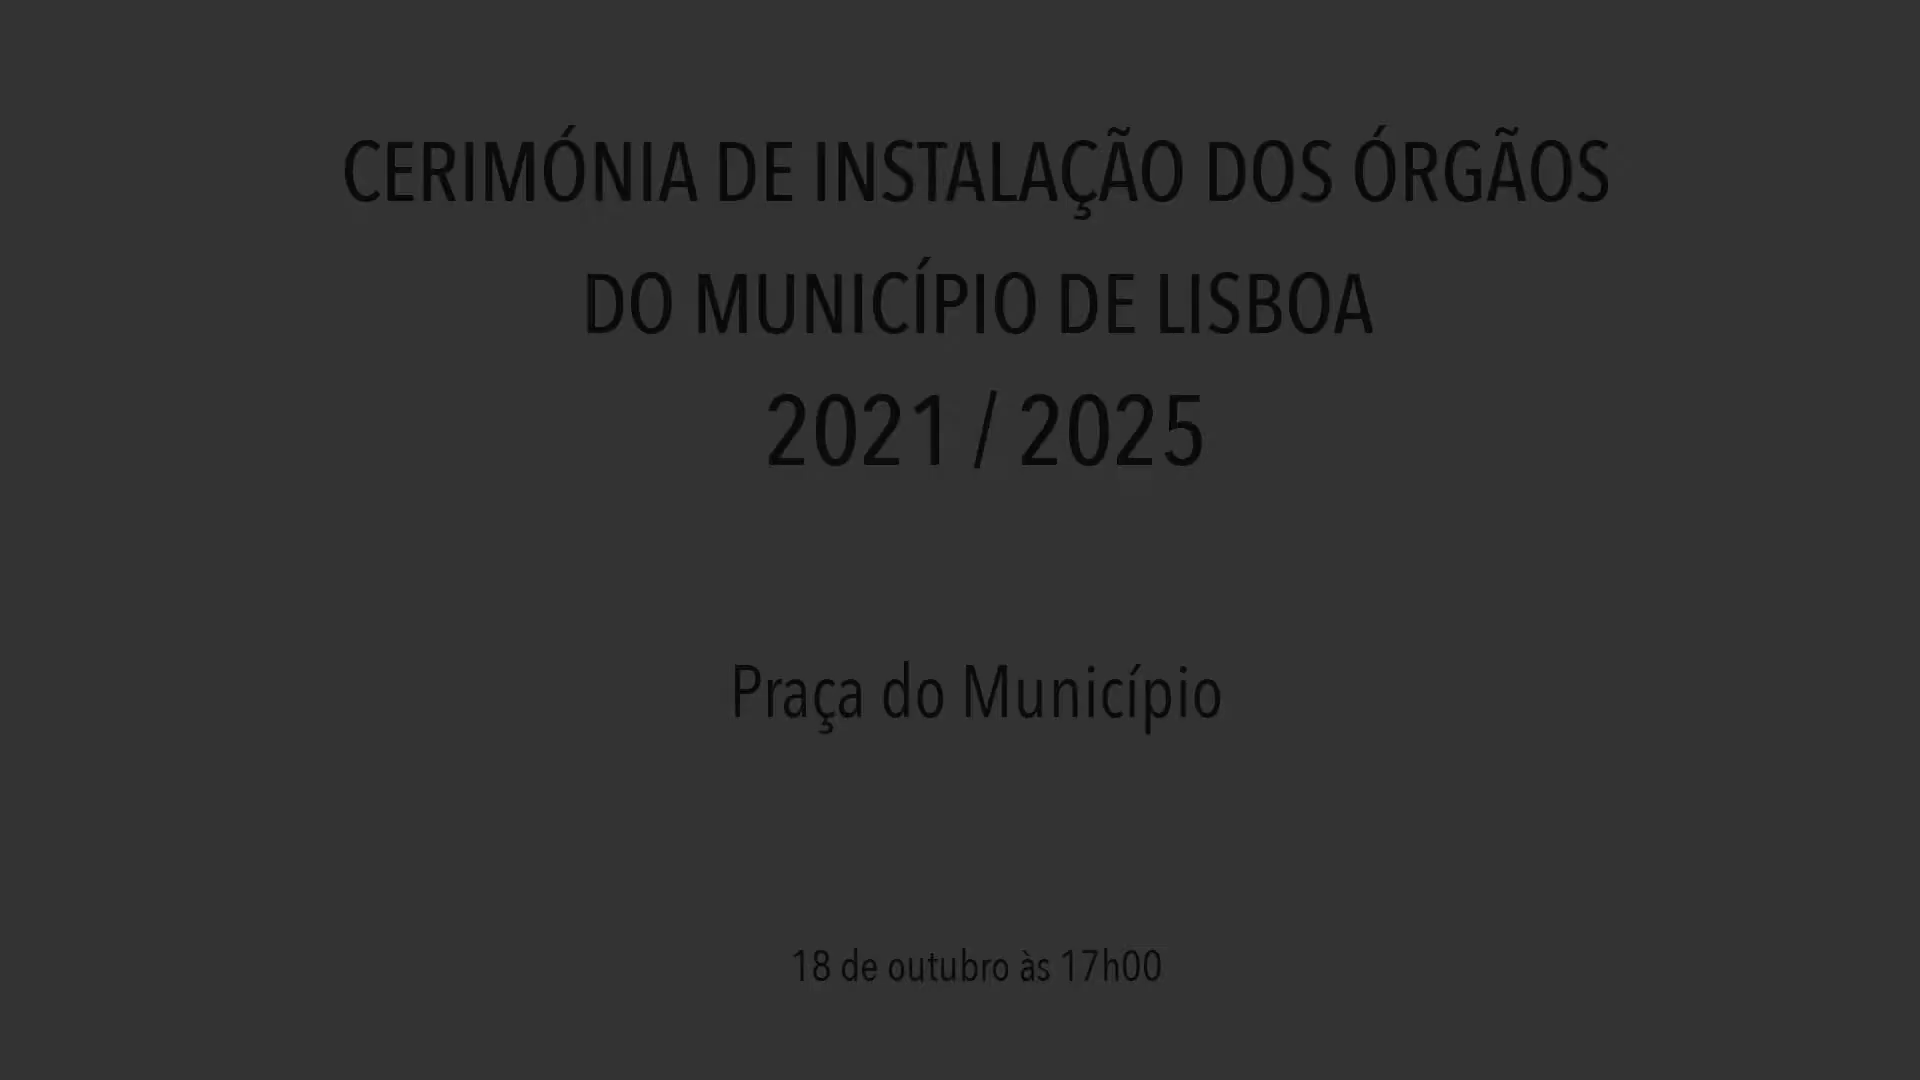 CERIMÓNIA DE INSTALAÇÃO DOS ÓRGÃOS
DO MUNICÍPIO DE LISBOA
2021 / 2025
Praça do Município
18 de outubro às 17h00